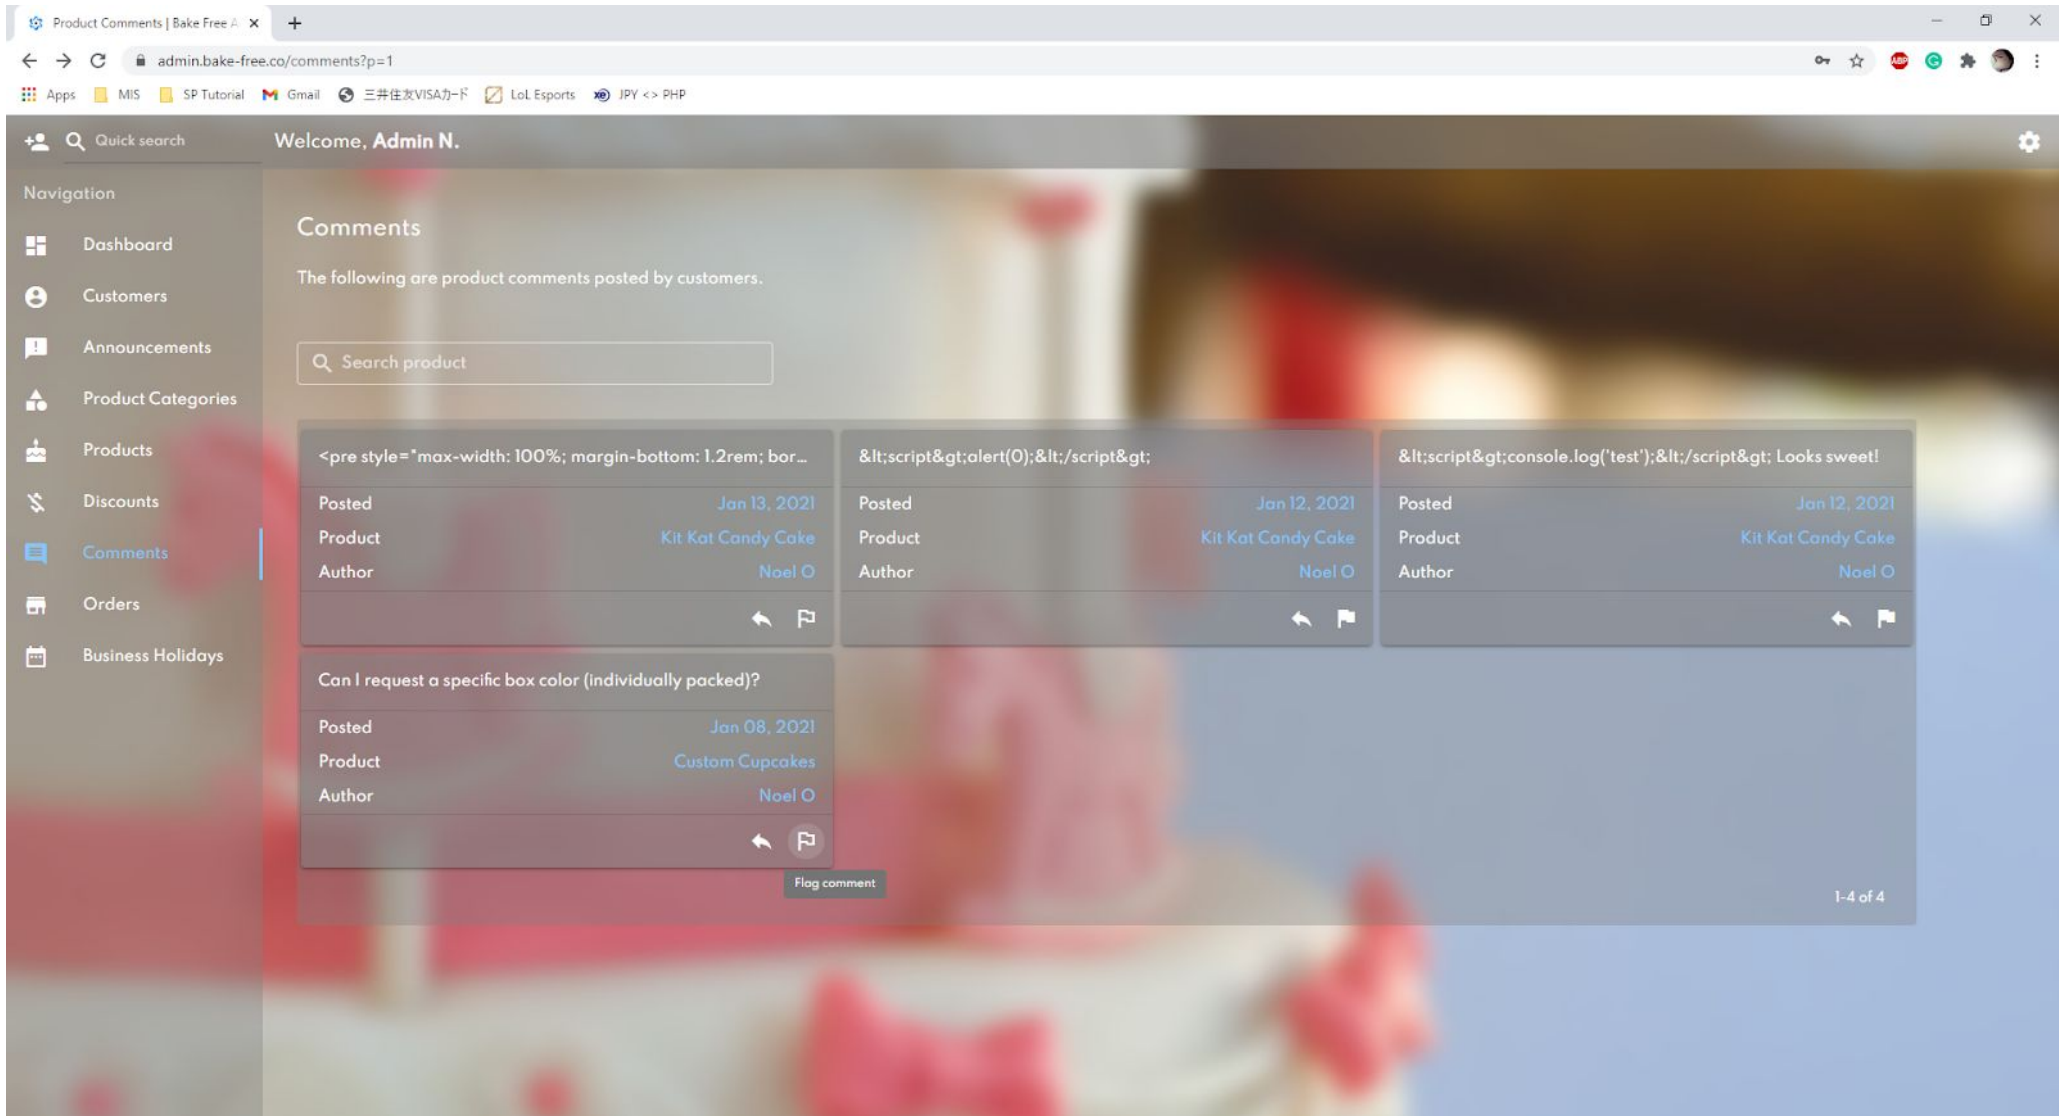 Product Comments | Bake Free A
admin.bake-free.co/comments?p=1
Apps MIS SP Tutorial Gmail 三井住友VISAカード LoL Esports JPY <> PHP
Quick search
Welcome, Admin N.
Navigation
Dashboard
Customers
Announcements
Product Categories
Products
Discounts
Comments
Orders
Business Holidays
Comments
The following are product comments posted by customers.
Search product
<pre style="max-width: 100%; margin-bottom: 1.2rem; bor...
Posted Jan 13, 2021
Product Kit Kat Candy Cake
Author Noel O
&lt;script&gt;alert(0);&lt;/script&gt;
Posted Jan 12, 2021
Product Kit Kat Candy Cake
Author Noel O
&lt;script&gt;console.log('test');&lt;/script&gt; Looks sweet!
Posted Jan 12, 2021
Product Kit Kat Candy Cake
Author Noel O
Can I request a specific box color (individually packed)?
Posted Jan 08, 2021
Product Custom Cupcakes
Author Noel O
Flag comment
1-4 of 4
ABP
G
xe